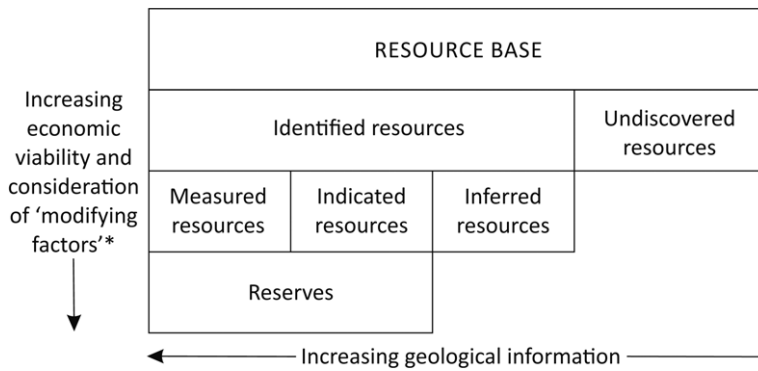 RESOURCE BASE
Increasing
economic
viability and
consideration
of ‘modifying
factors’*
Identified resources
Undiscovered
resources
Measured
resources
Indicated
resources
Inferred
resources
Reserves
Increasing geological information